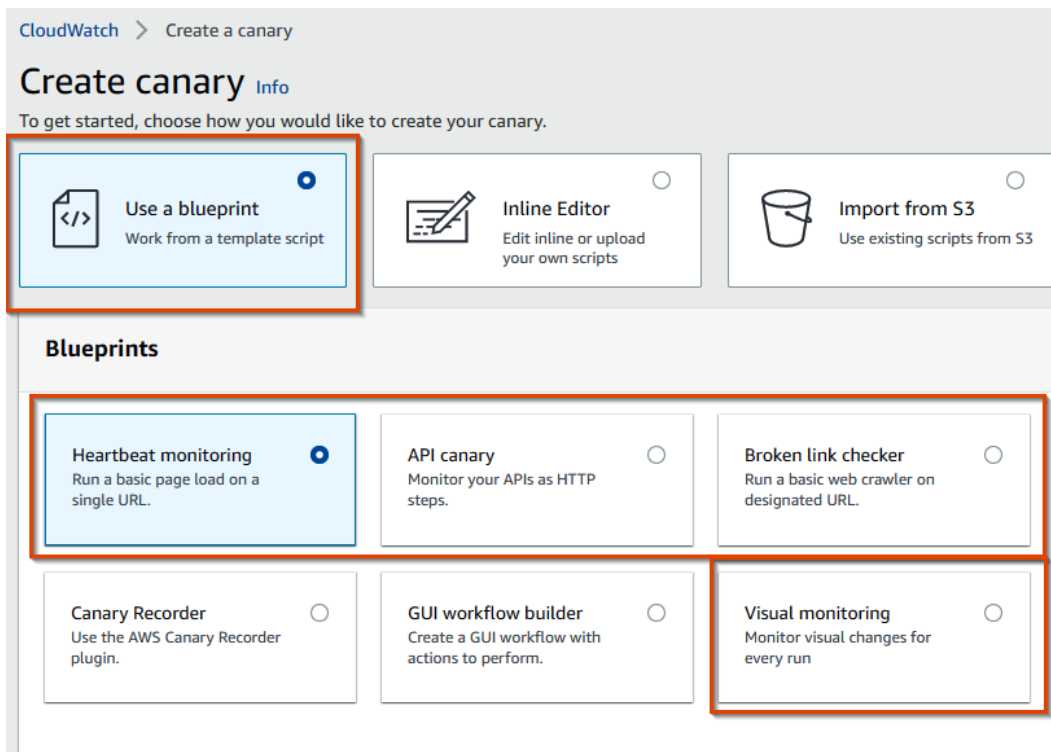 CloudWatch > Create a canary
Create canary Info
To get started, choose how you would like to create your canary.
Use a blueprint
Work from a template script
Inline Editor
Edit inline or upload
your own scripts
Import from S3
Use existing scripts from S3
Blueprints
Heartbeat monitoring
Run a basic page load on a
single URL.
API canary
Monitor your APIs as HTTP
steps.
Broken link checker
Run a basic web crawler on
designated URL.
Canary Recorder
Use the AWS Canary Recorder
plugin.
GUI workflow builder
Create a GUI workflow with
actions to perform.
Visual monitoring
Monitor visual changes for
every run